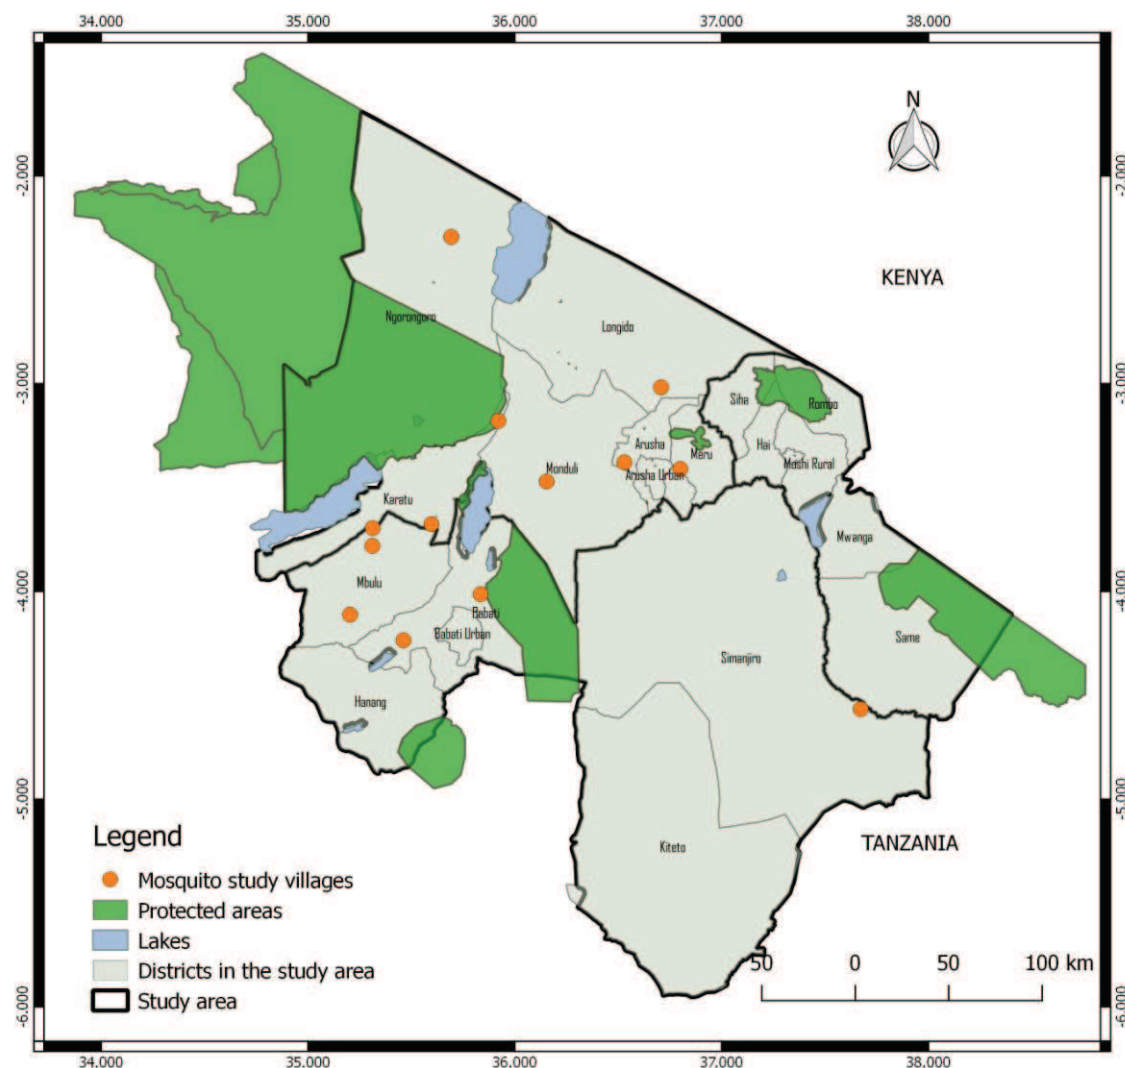 34.000 35.000 36.000 37.000 38.000
N
-2.000 -2.000
KENYA
Ngorongoro
Longido
-3.000 -3.000
Siha
Rombo
Arusha
Hai
Meru
Moshi Rural
Monduli
Arusha Urban
Karatu
Mwanga
Mbulu
-4.000 -4.000
Babati
Babati Urban
Same
Simanjiro
Hanang
-5.000 -5.000
Legend
TANZANIA
Kiteto
Mosquito study villages
Protected areas
Lakes
50 0 50 100 km
Districts in the study area
Study area
-6.000 -6.000
34.000 35.000 36.000 37.000 38.000